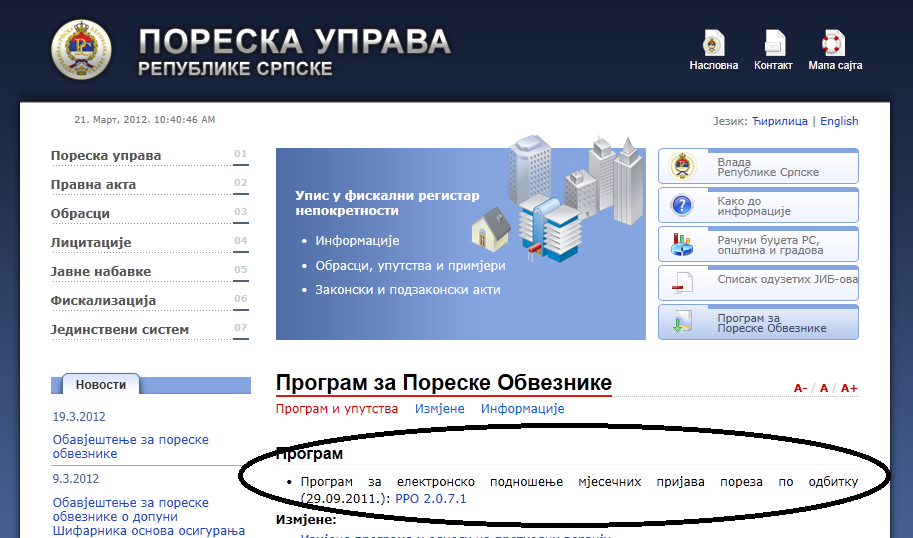 ПОРЕСКА УПРАВА
РЕПУБЛИКЕ СРПСКЕ
Насловна
Контакт
Мапа сајта
21. Март, 2012. 10:40:46 AM
Језик: Ћирилица | English
Пореска управа 01
Правна акта 02
Обрасци 03
Лицитације 04
Јавне набавке 05
Фискализација 06
Јединствени систем 07
Упис у фискални регистар
непокретности
• Информације
• Обрасци, упутства и примјери
• Законски и подзаконски акти
Влада
Републике Српске
Како до
информације
Рачуни буџета РС,
општина и градова
Списак одузетих ЈИБ-ова
Програм за
Пореске Обвезнике
Новости
19.3.2012
Обавјештење за пореске
обвезнике
9.3.2012
Обавјештење за пореске
обвезнике о допуни
Шифарника основа осигурања
Програм за Пореске Обвезнике
A- / A / A+
Програм и упутства Измјене Информације
Програм
• Програм за електронско подношење мјесечних пријава пореза по одбитку
(29.09.2011.): PPO 2.0.7.1
Измјене: